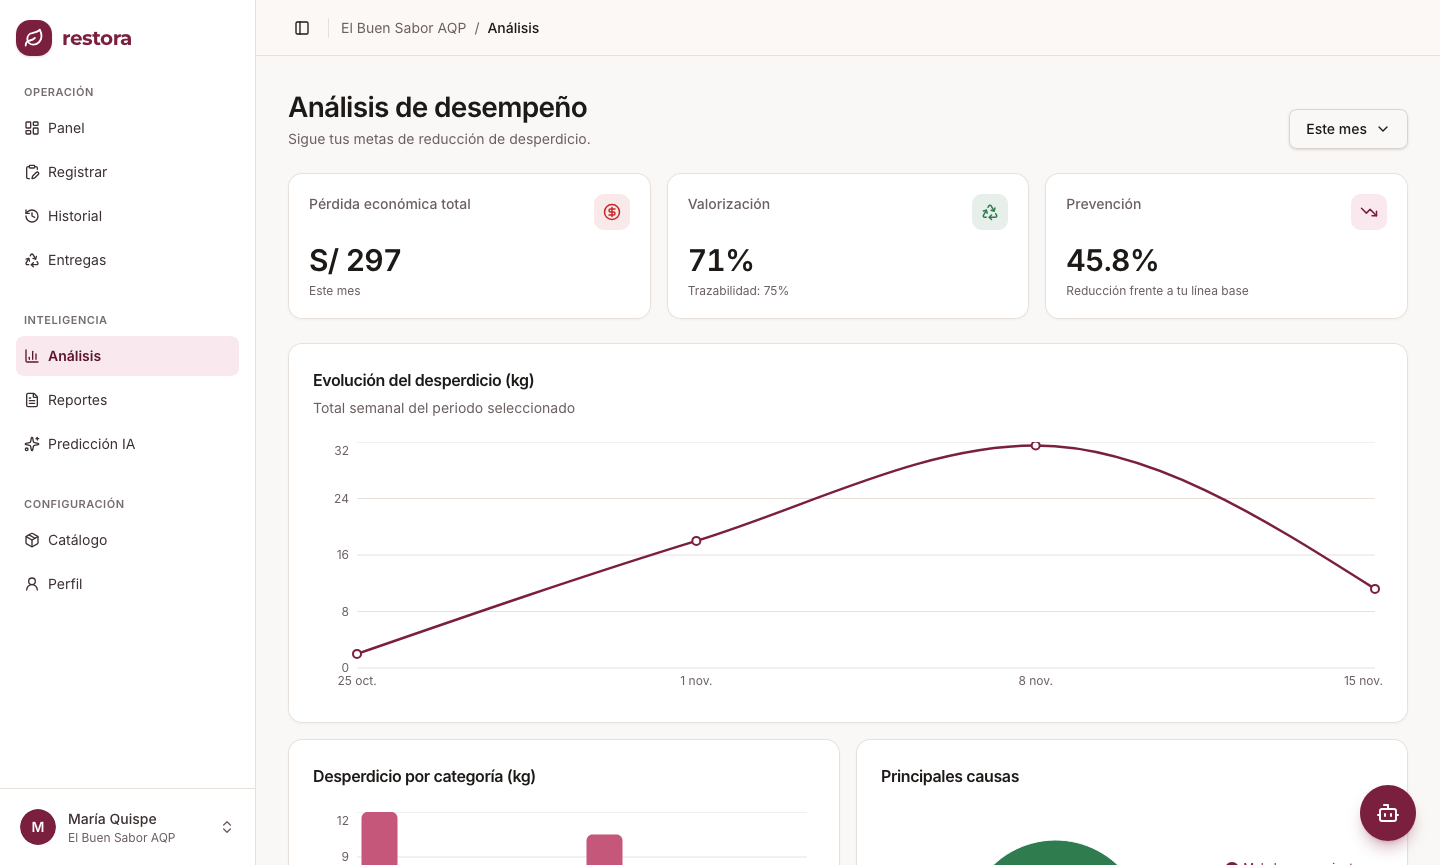 restora
OPERACIÓN
Panel
Registrar
Historial
Entregas
INTELIGENCIA
Análisis
Reportes
Predicción IA
CONFIGURACIÓN
Catálogo
Perfil
M
María Quispe
El Buen Sabor AQP
El Buen Sabor AQP / Análisis
Análisis de desempeño
Sigue tus metas de reducción de desperdicio.
Este mes
Pérdida económica total
S/ 297
Este mes
Valorización
71%
Trazabilidad: 75%
Prevención
45.8%
Reducción frente a tu línea base
Evolución del desperdicio (kg)
Total semanal del periodo seleccionado
32
24
16
8
0
25 oct.
1 nov.
8 nov.
15 nov.
Desperdicio por categoría (kg)
12
9
Principales causas